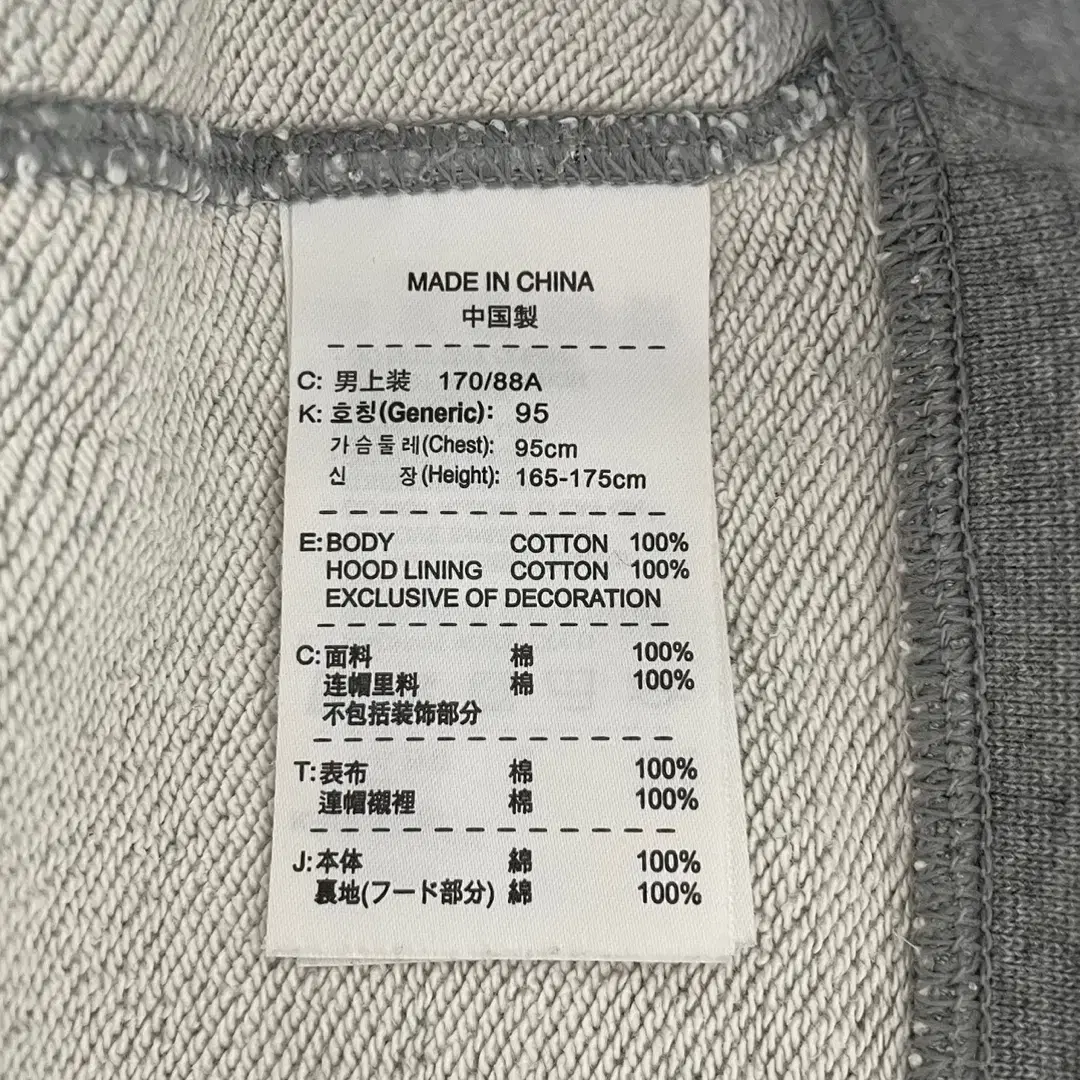 MADE IN CHINA
中国製
C: 男上装 170/88A
K: 호칭(Generic): 95
가슴둘레(Chest): 95cm
신 장(Height): 165-175cm
E: BODY COTTON 100%
HOOD LINING COTTON 100%
EXCLUSIVE OF DECORATION
C: 面料 棉 100%
连帽里料 棉 100%
不包括装饰部分
T: 表布 棉 100%
連帽襯裡 棉 100%
J: 本体 綿 100%
裏地(フード部分) 綿 100%